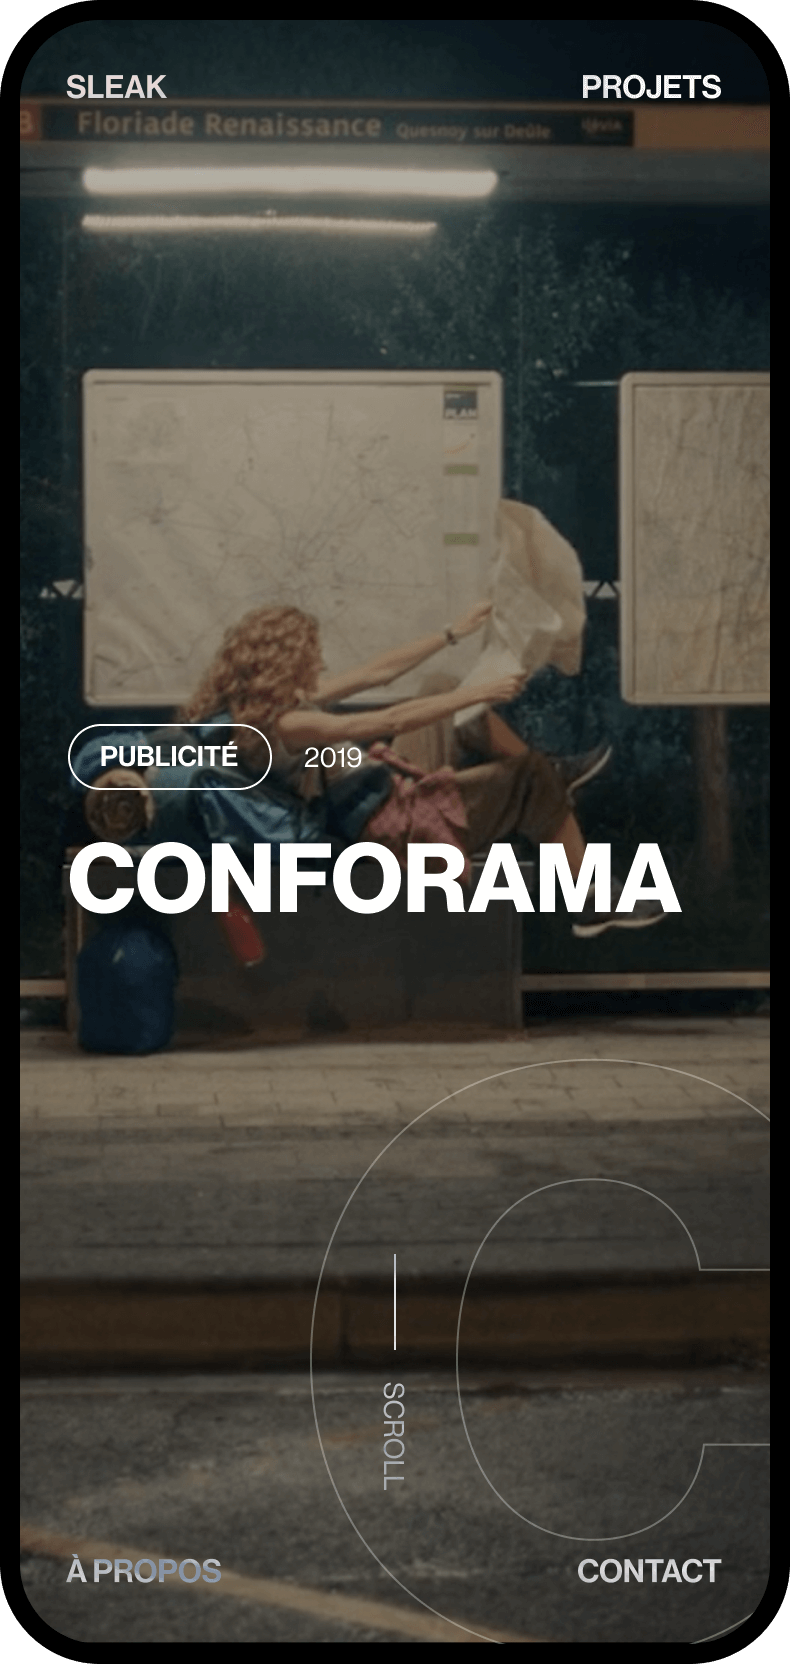 SLEAK
PROJETS
B Floriade Renaissance Quesnoy sur Deûle
PLAN
PUBLICITÉ
2019
CONFORAMA
C
SCROLL
À PROPOS
CONTACT